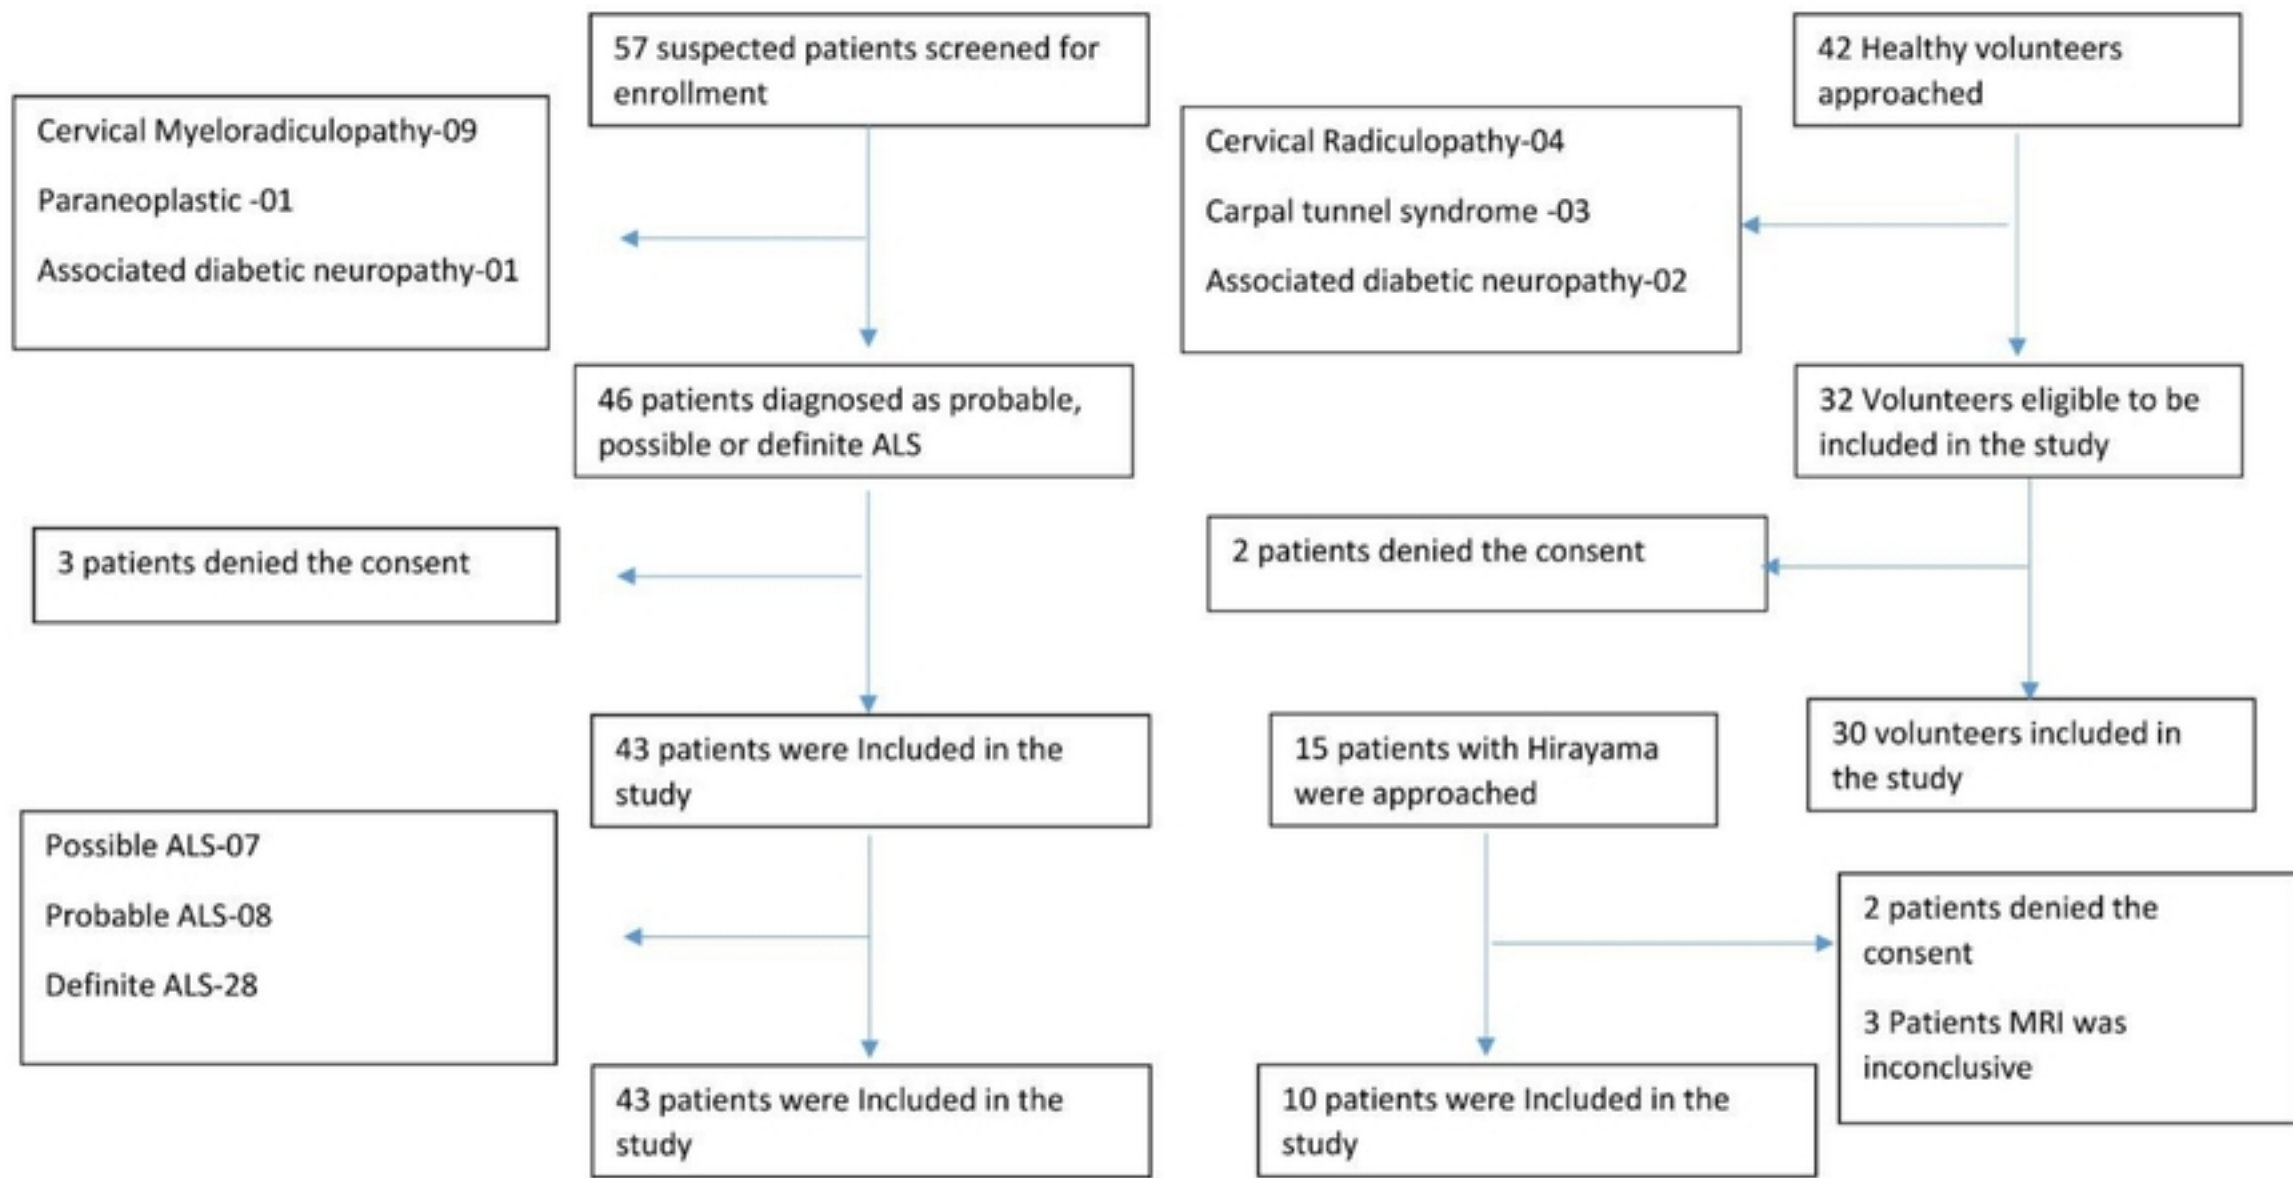 57 suspected patients screened for
enrollment
Cervical Myeloradiculopathy-09
Paraneoplastic -01
Associated diabetic neuropathy-01
46 patients diagnosed as probable,
possible or definite ALS
3 patients denied the consent
43 patients were Included in the
study
Possible ALS-07
Probable ALS-08
Definite ALS-28
43 patients were Included in the
study
42 Healthy volunteers
approached
Cervical Radiculopathy-04
Carpal tunnel syndrome -03
Associated diabetic neuropathy-02
32 Volunteers eligible to be
included in the study
2 patients denied the consent
30 volunteers included in
the study
15 patients with Hirayama
were approached
2 patients denied the
consent
3 Patients MRI was
inconclusive
10 patients were Included in the
study